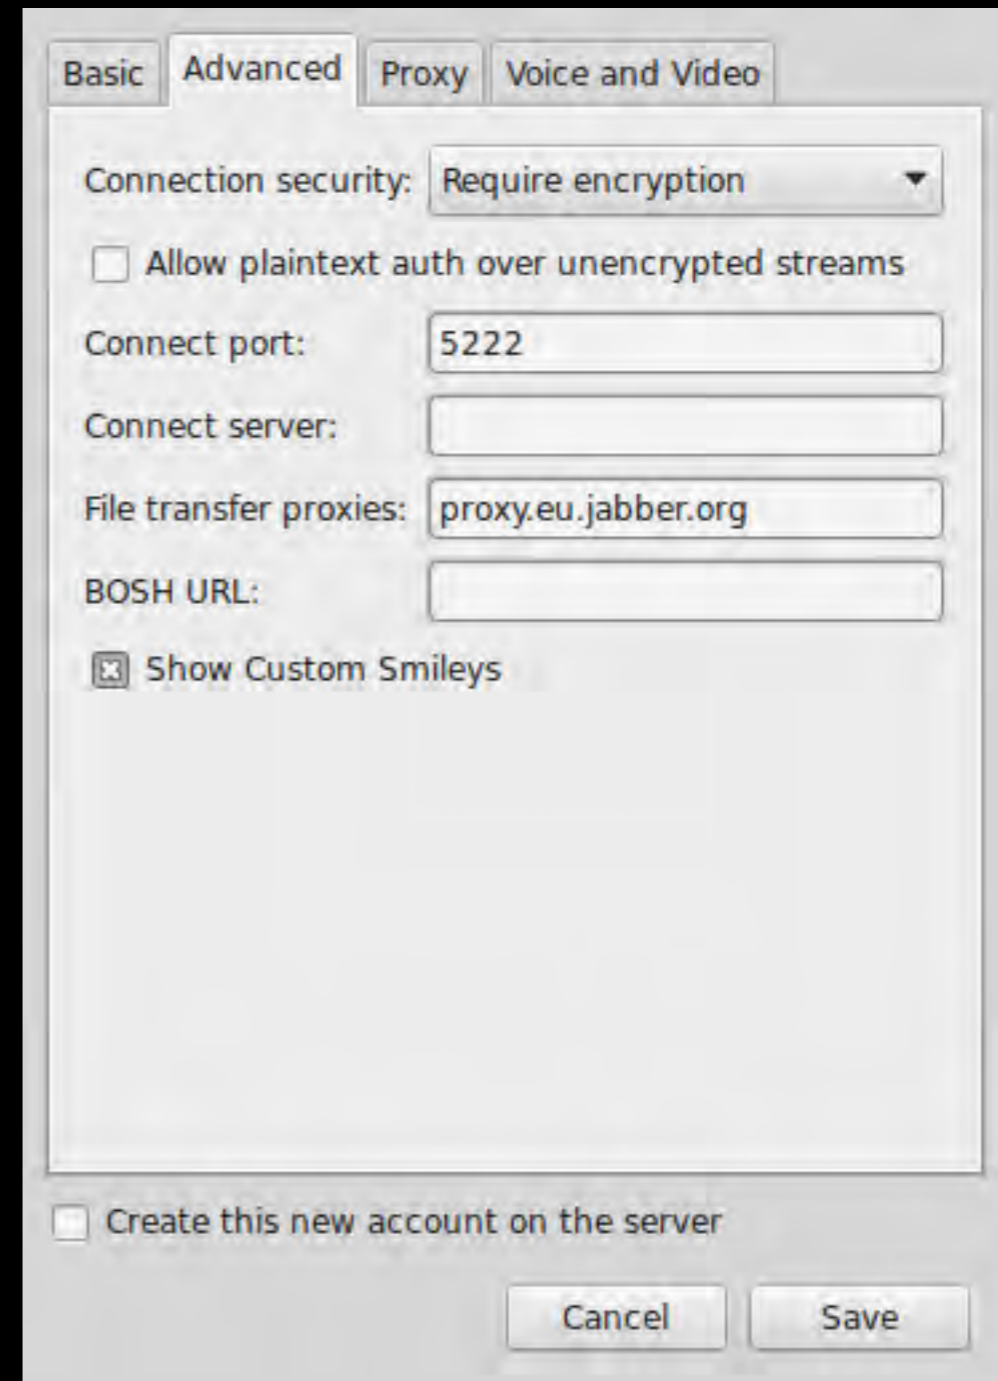 Basic Advanced Proxy Voice and Video
Connection security: Require encryption
Allow plaintext auth over unencrypted streams
Connect port: 5222
Connect server:
File transfer proxies: proxy.eu.jabber.org
BOSH URL:
Show Custom Smileys
Create this new account on the server
Cancel Save